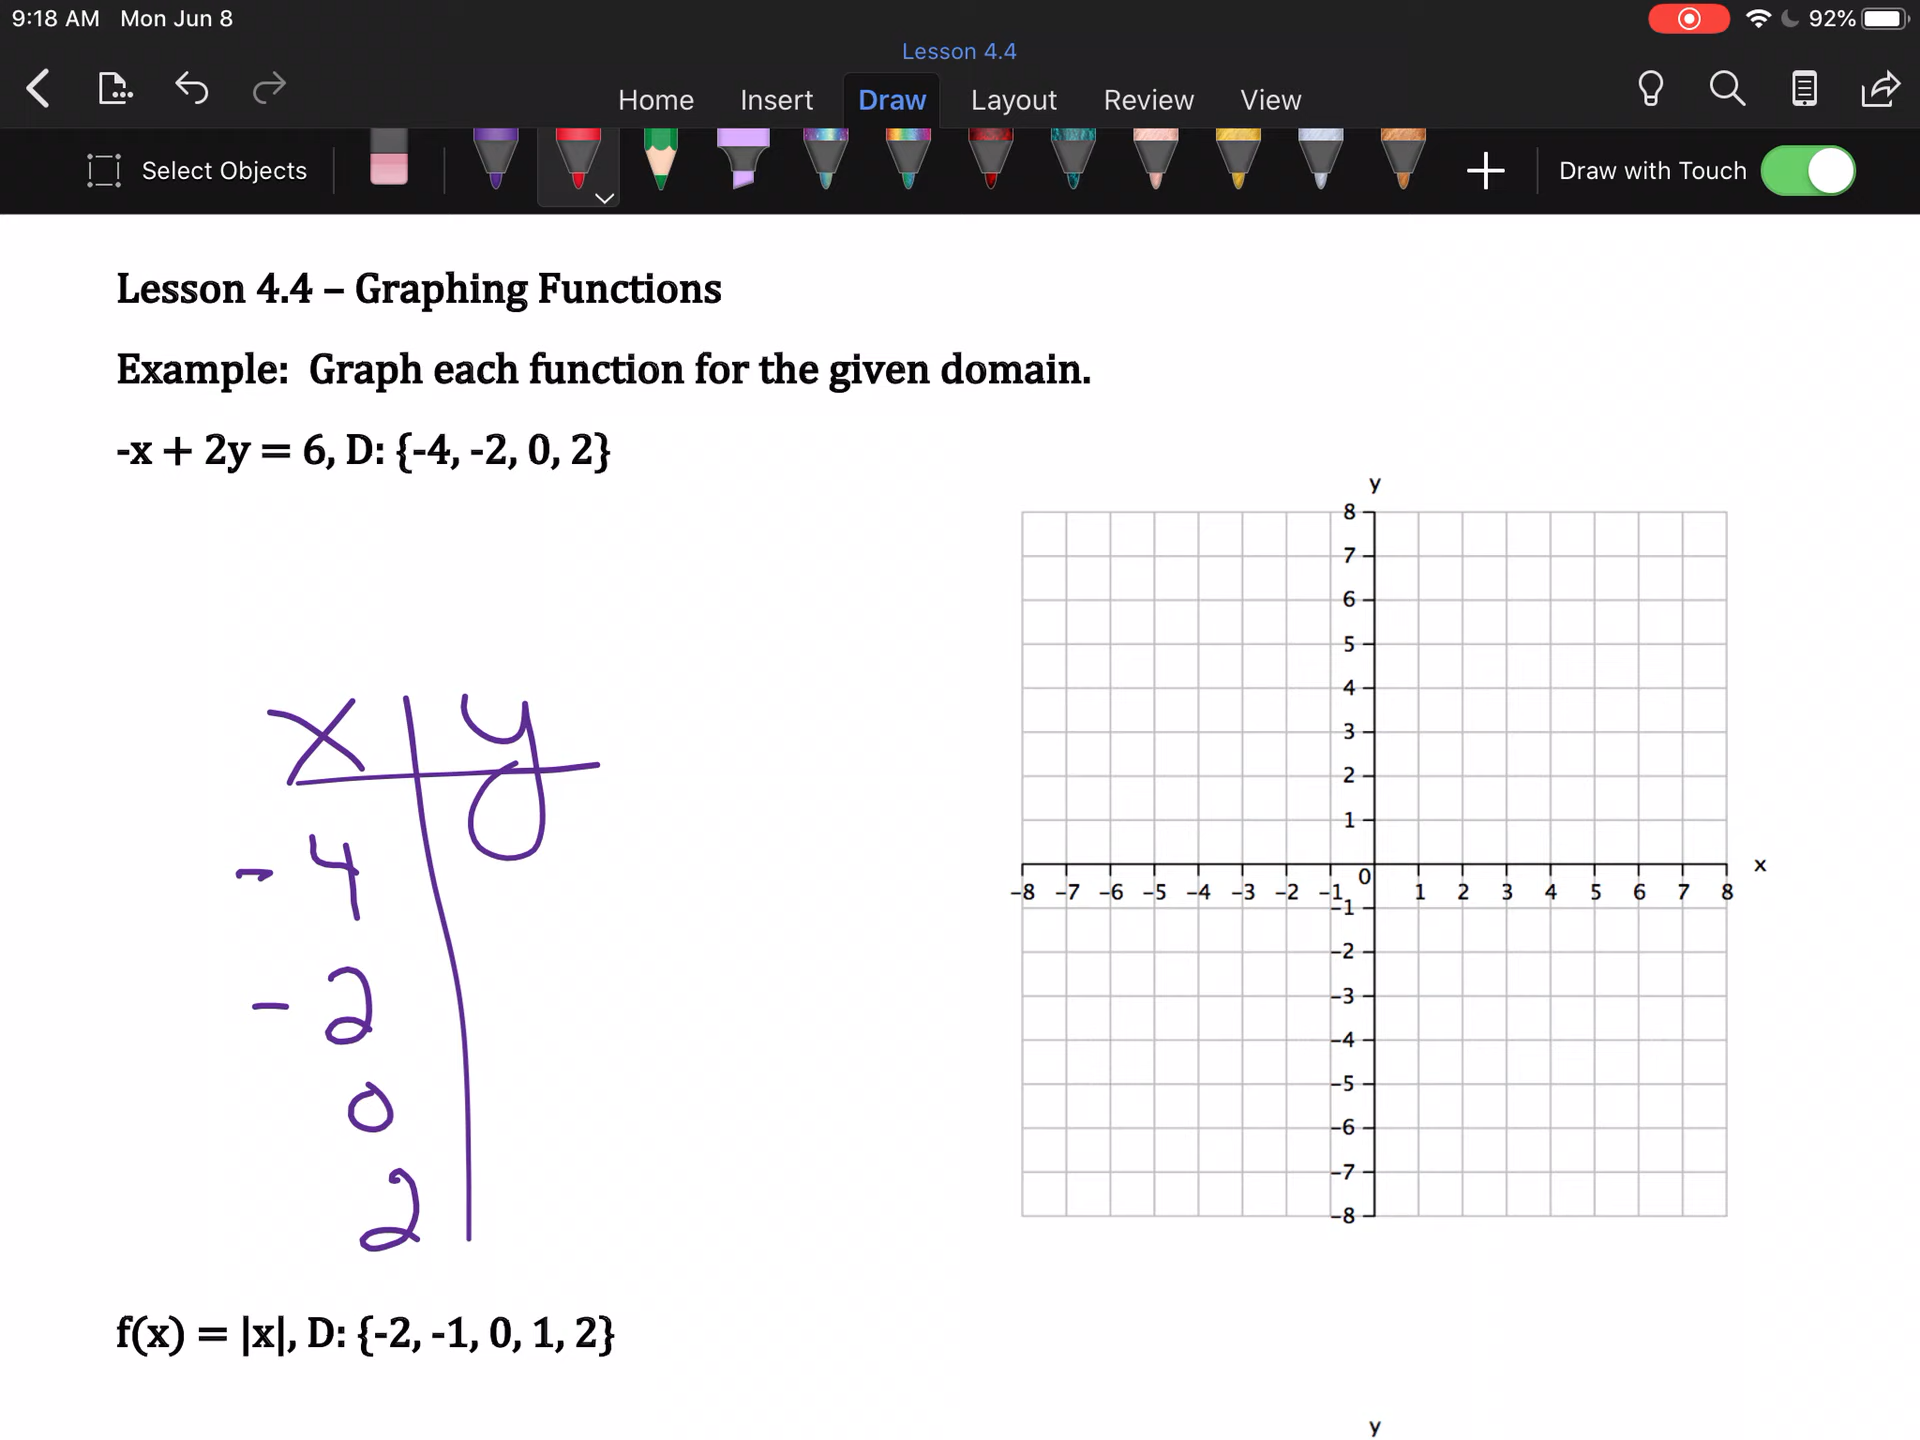 9:18 AM Mon Jun 8
92%
Lesson 4.4
Home Insert Draw Layout Review View
Select Objects
Draw with Touch
Lesson 4.4 – Graphing Functions
Example: Graph each function for the given domain.
-x + 2y = 6, D: {-4, -2, 0, 2}
x y
-4
-2
0
2
y
8
7
6
5
4
3
2
1
x
0
−8 −7 −6 −5 −4 −3 −2 −1 1 2 3 4 5 6 7 8
−1
−2
−3
−4
−5
−6
−7
−8
f(x) = |x|, D: {-2, -1, 0, 1, 2}
y